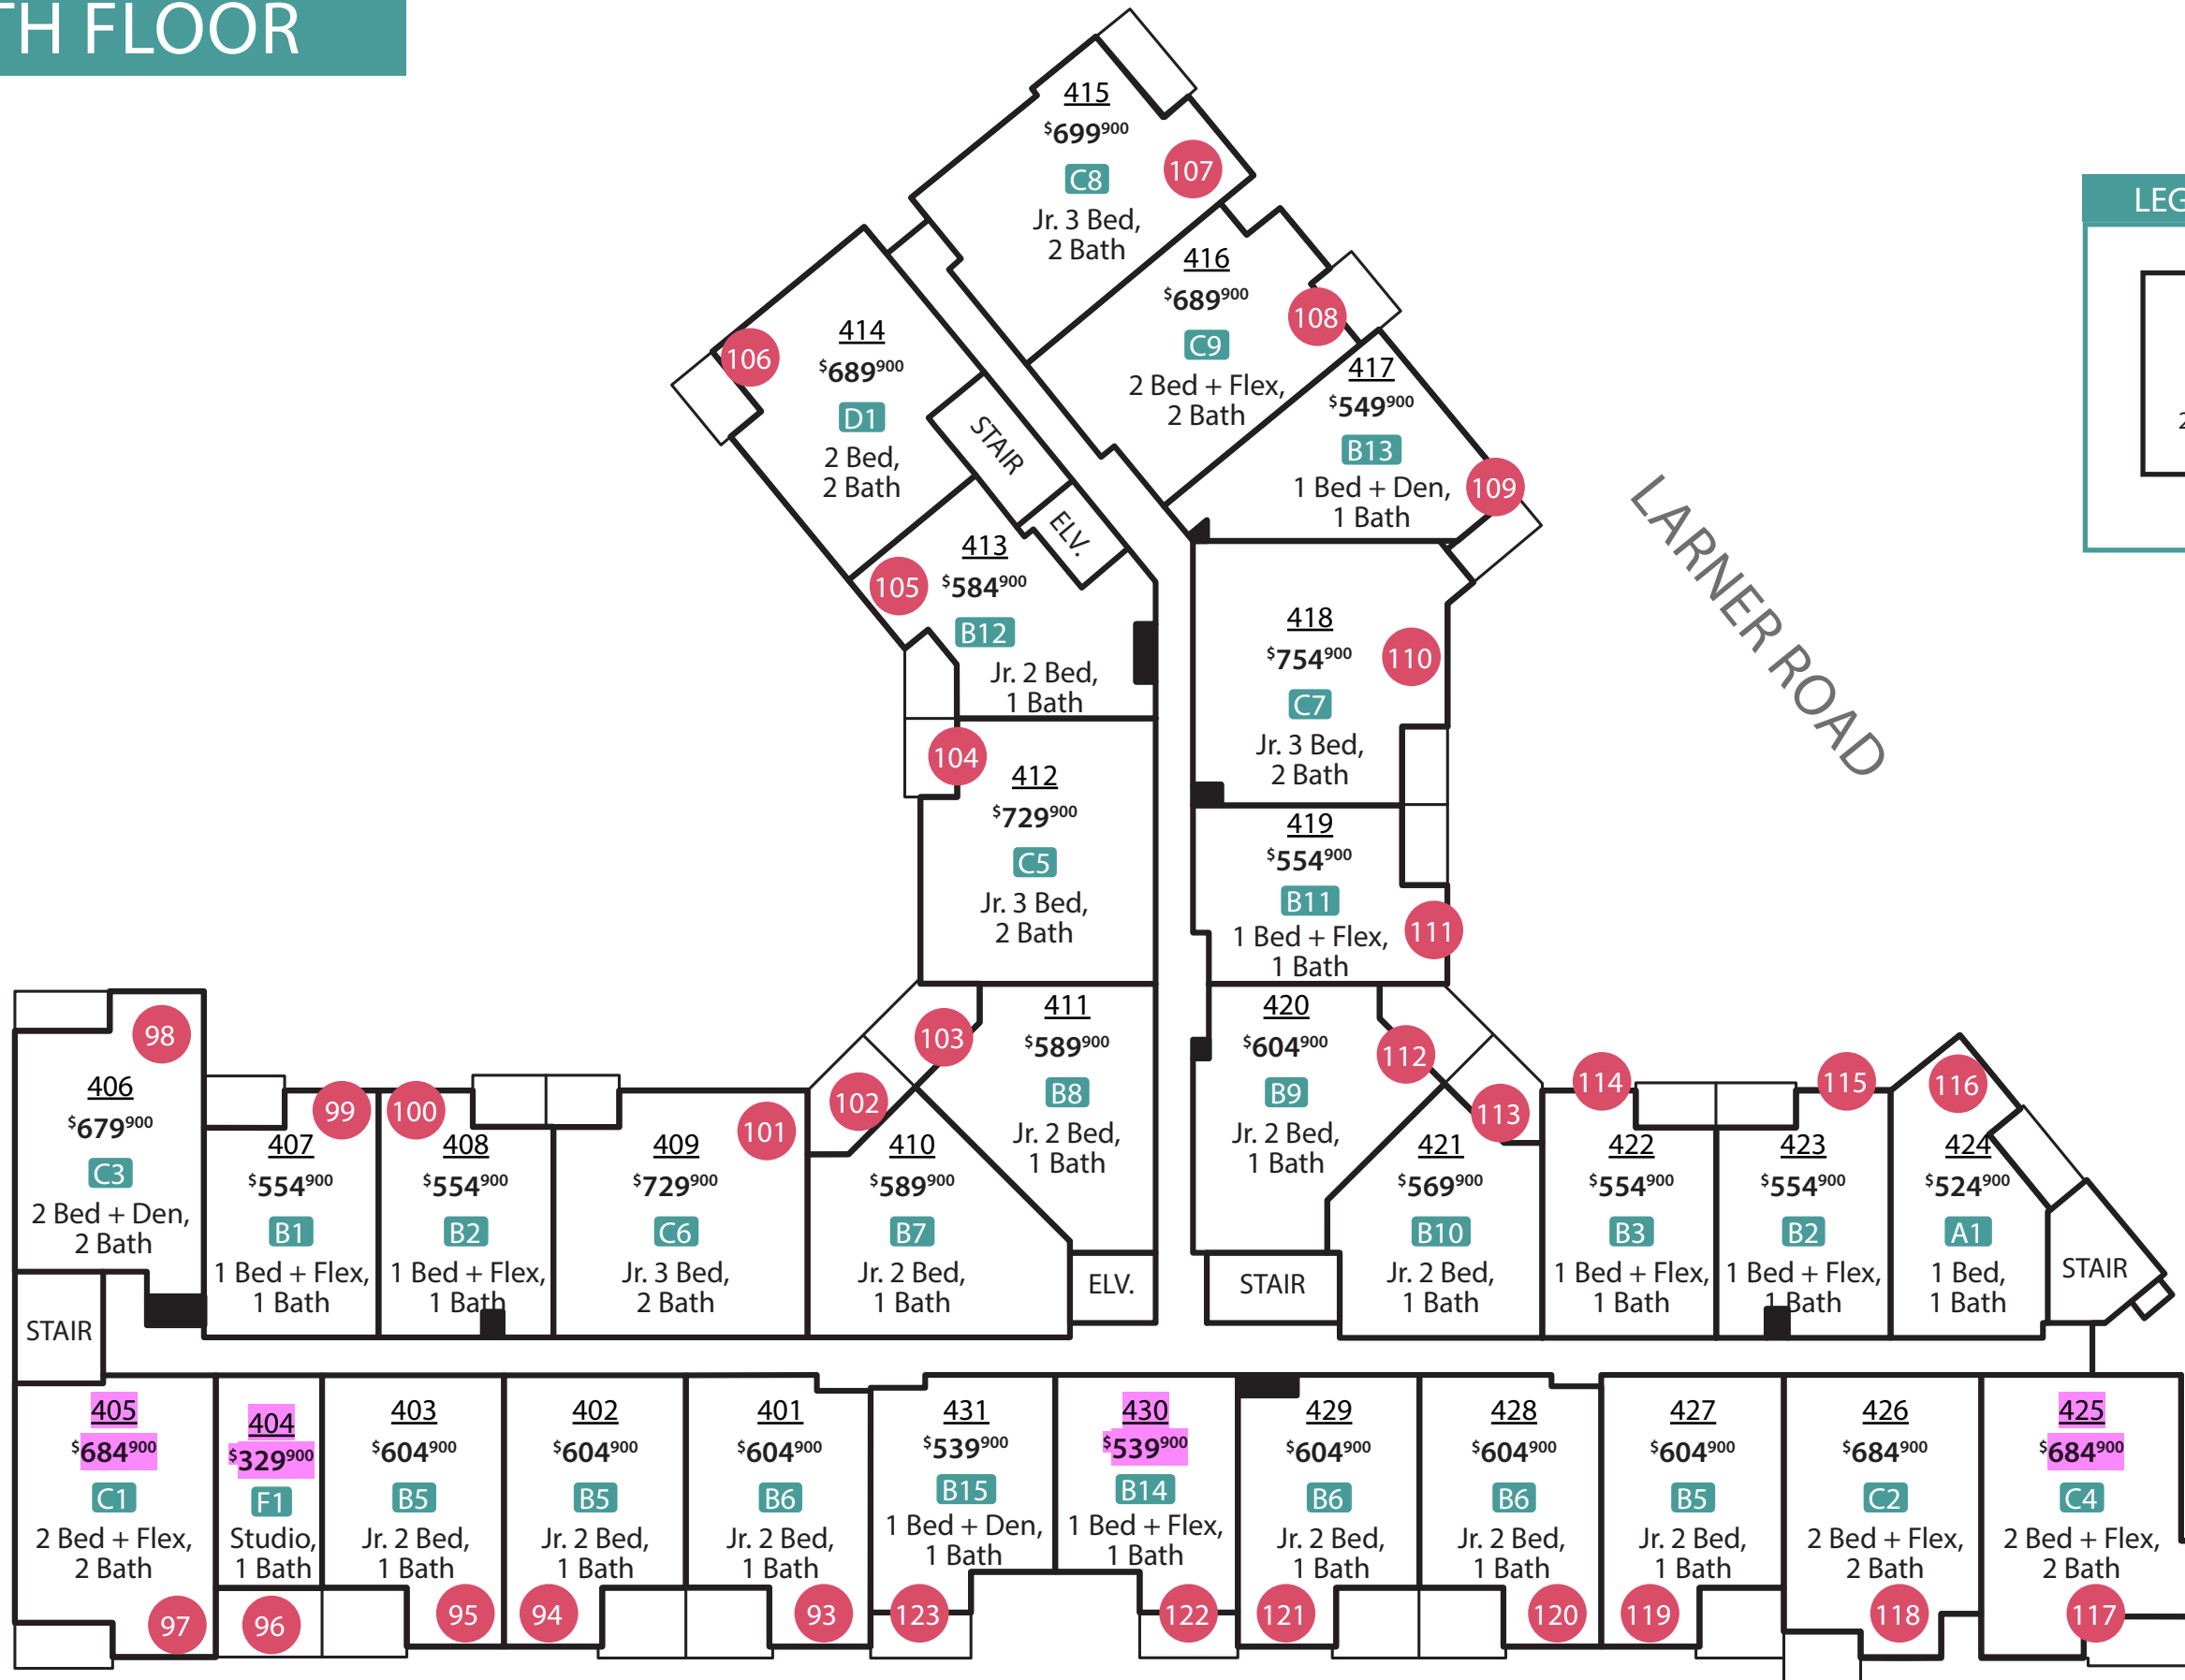 TH FLOOR
LEG
2
LARNER ROAD
415
$699900
C8
Jr. 3 Bed,
2 Bath
107
416
$689900
C9
2 Bed + Flex,
2 Bath
108
414
$689900
D1
2 Bed,
2 Bath
106
STAIR
ELV.
417
$549900
B13
1 Bed + Den,
1 Bath
109
413
$584900
B12
Jr. 2 Bed,
1 Bath
105
418
$754900
C7
Jr. 3 Bed,
2 Bath
110
412
$729900
C5
Jr. 3 Bed,
2 Bath
104
419
$554900
B11
1 Bed + Flex,
1 Bath
111
406
$679900
C3
2 Bed + Den,
2 Bath
98
STAIR
407
$554900
B1
1 Bed + Flex,
1 Bath
99
408
$554900
B2
1 Bed + Flex,
1 Bath
100
409
$729900
C6
Jr. 3 Bed,
2 Bath
101
410
$589900
B7
Jr. 2 Bed,
1 Bath
102
411
$589900
B8
Jr. 2 Bed,
1 Bath
103
ELV.
420
$604900
B9
Jr. 2 Bed,
1 Bath
112
STAIR
421
$569900
B10
Jr. 2 Bed,
1 Bath
113
422
$554900
B3
1 Bed + Flex,
1 Bath
114
423
$554900
B2
1 Bed + Flex,
1 Bath
115
424
$524900
A1
1 Bed,
1 Bath
116
STAIR
405
$684900
C1
2 Bed + Flex,
2 Bath
97
404
$329900
F1
Studio,
1 Bath
96
403
$604900
B5
Jr. 2 Bed,
1 Bath
95
402
$604900
B5
Jr. 2 Bed,
1 Bath
94
401
$604900
B6
Jr. 2 Bed,
1 Bath
93
431
$539900
B15
1 Bed + Den,
1 Bath
123
430
$539900
B14
1 Bed + Flex,
1 Bath
122
429
$604900
B6
Jr. 2 Bed,
1 Bath
121
428
$604900
B6
Jr. 2 Bed,
1 Bath
120
427
$604900
B5
Jr. 2 Bed,
1 Bath
119
426
$684900
C2
2 Bed + Flex,
2 Bath
118
425
$684900
C4
2 Bed + Flex,
2 Bath
117